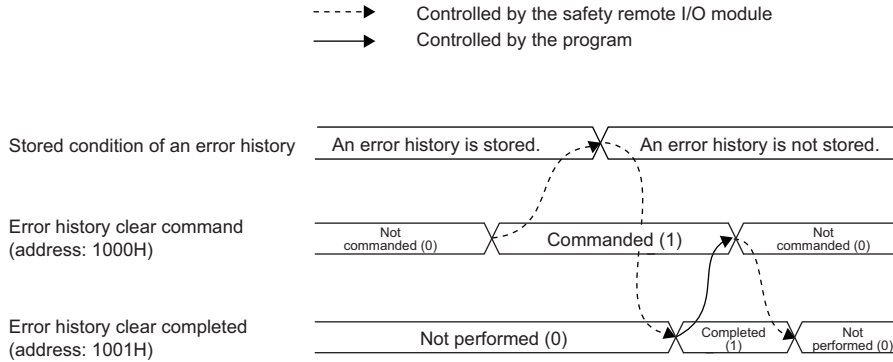 Controlled by the safety remote I/O module
Controlled by the program
Stored condition of an error history
An error history is stored.
An error history is not stored.
Error history clear command
(address: 1000H)
Not
commanded (0)
Commanded (1)
Not
commanded (0)
Error history clear completed
(address: 1001H)
Not performed (0)
Completed
(1)
Not
performed (0)